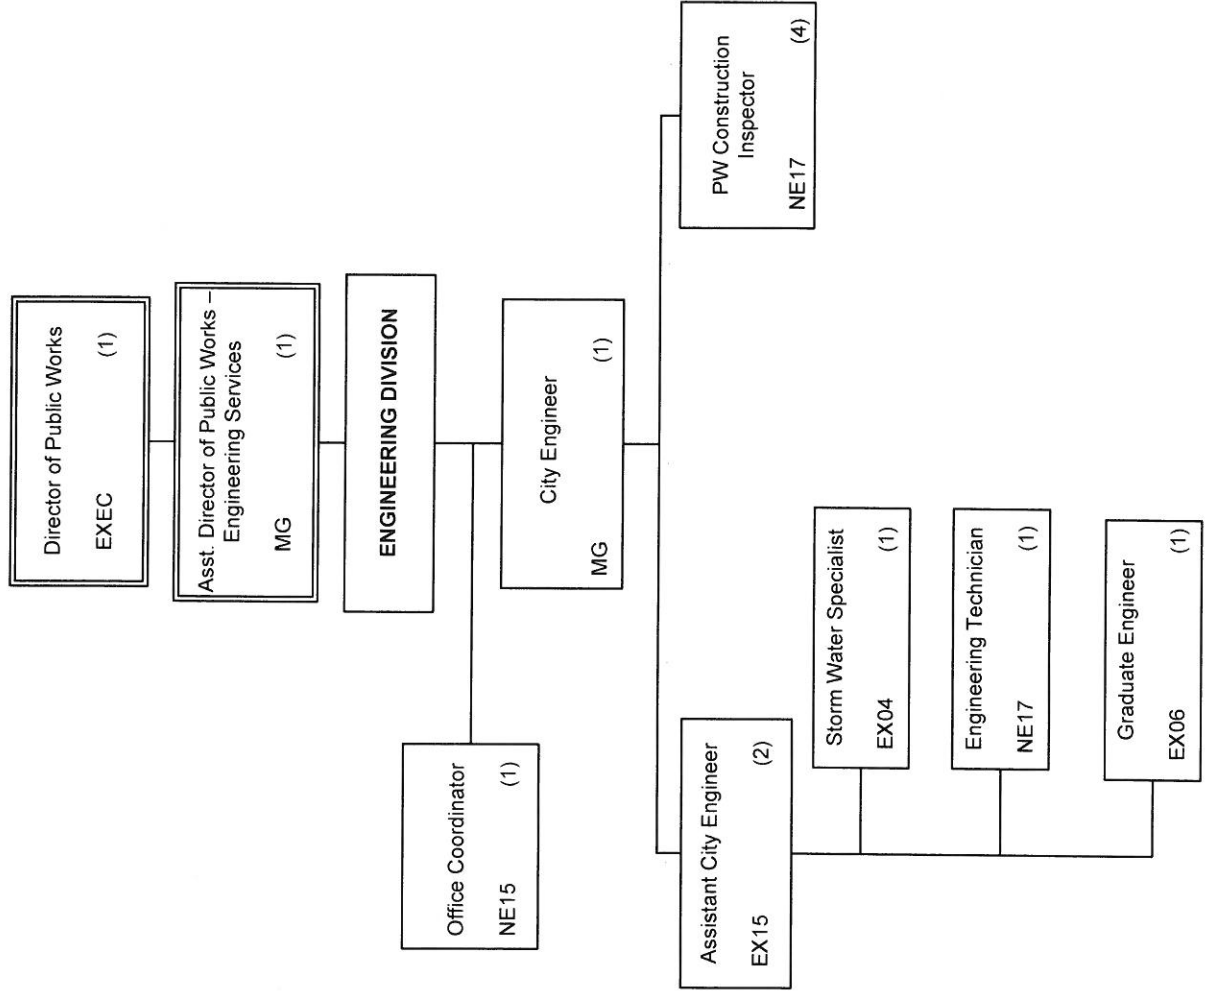 Director of Public Works
EXEC (1)
Asst. Director of Public Works –
Engineering Services
MG (1)
ENGINEERING DIVISION
Office Coordinator
NE15 (1)
City Engineer
MG (1)
Assistant City Engineer
EX15 (2)
PW Construction
Inspector
NE17 (4)
Storm Water Specialist
EX04 (1)
Engineering Technician
NE17 (1)
Graduate Engineer
EX06 (1)